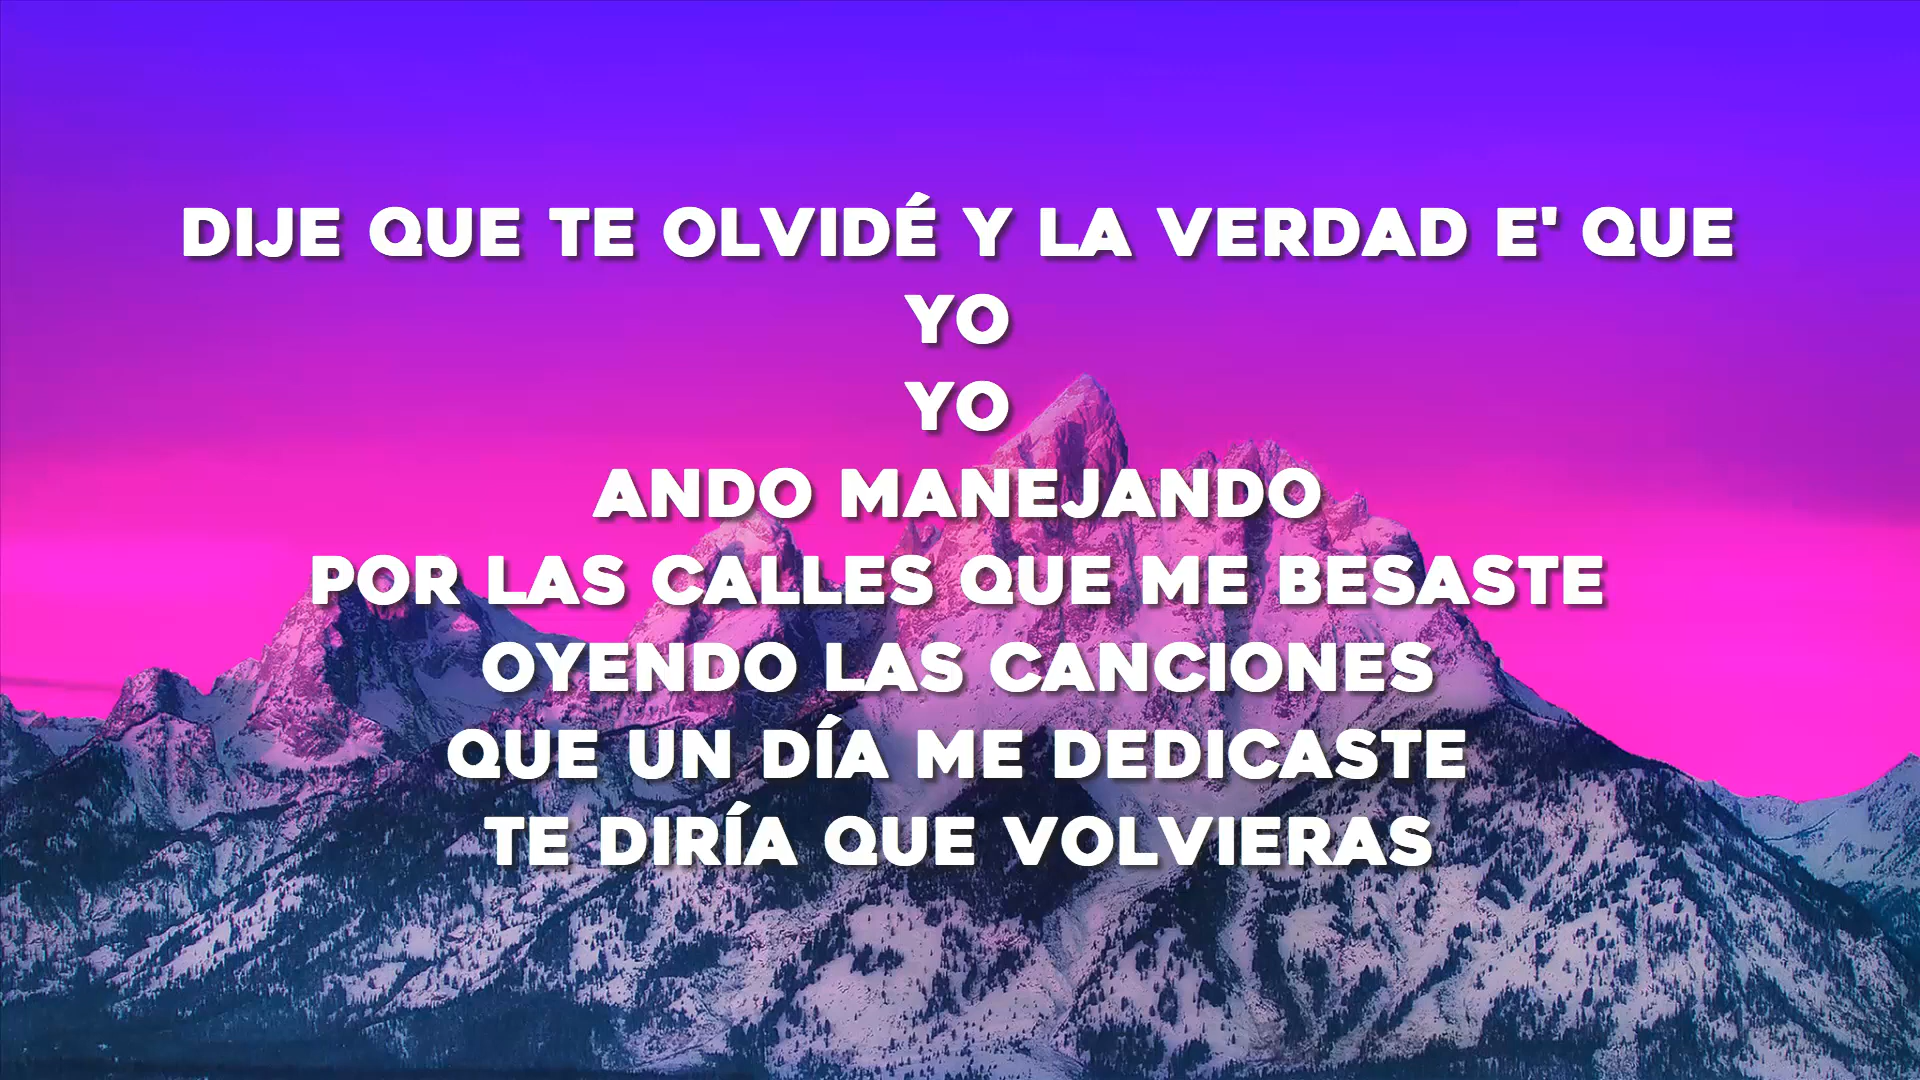 DIJE QUE TE OLVIDÉ Y LA VERDAD E' QUE
YO
YO
ANDO MANEJANDO
POR LAS CALLES QUE ME BESASTE
OYENDO LAS CANCIONES
QUE UN DÍA ME DEDICASTE
TE DIRÍA QUE VOLVIERAS